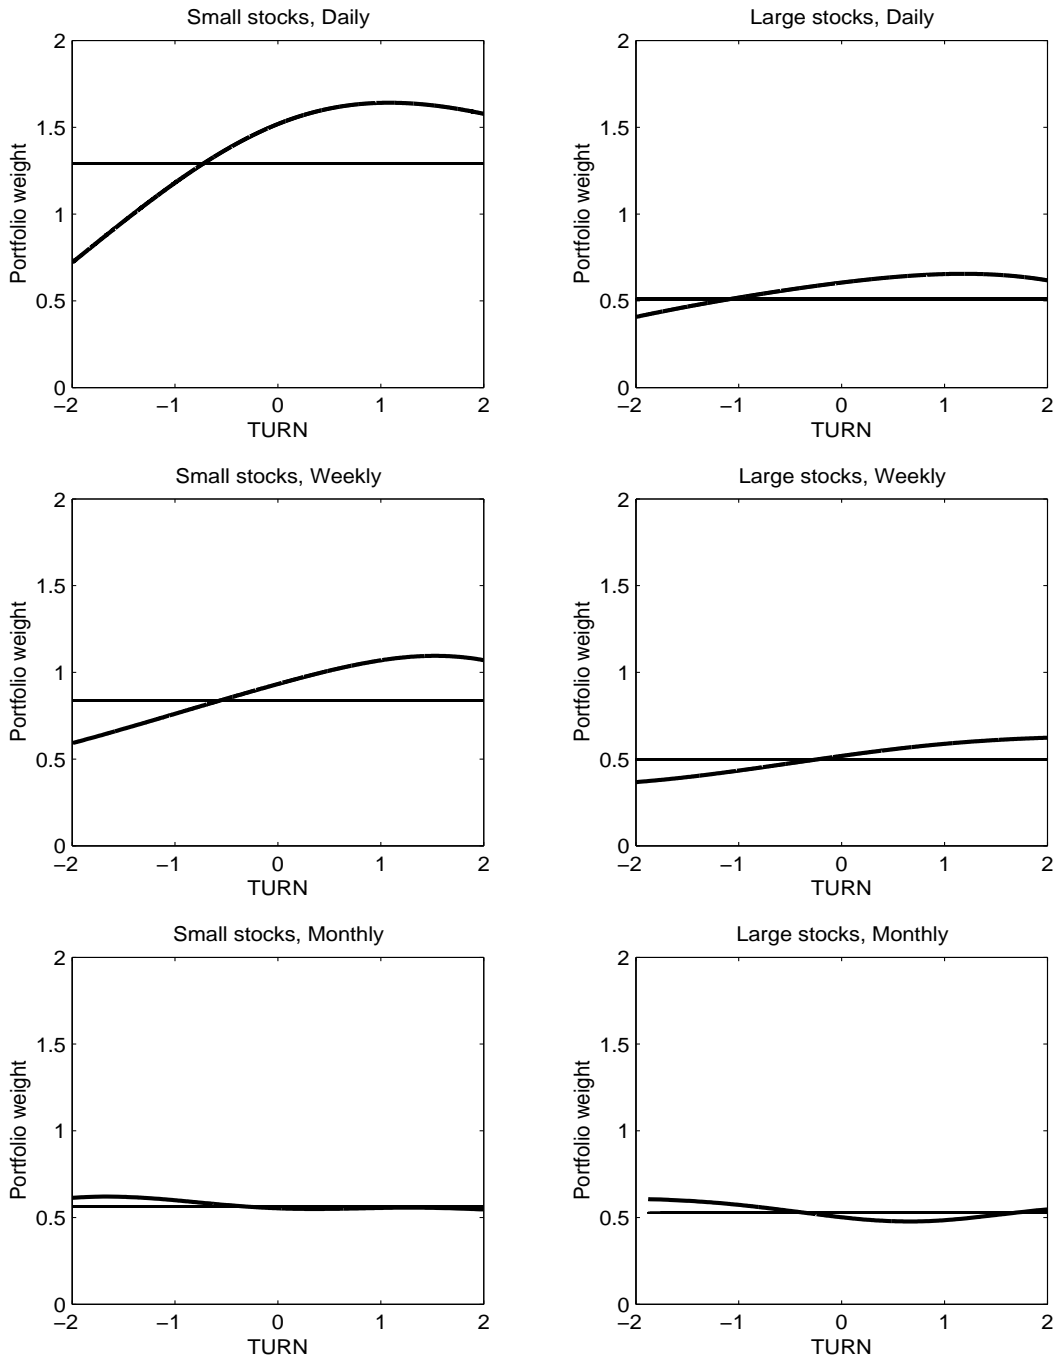 Small stocks, Daily
2
1.5
1
0.5
0
Portfolio weight
−2 −1 0 1 2
TURN
Large stocks, Daily
2
1.5
1
0.5
0
Portfolio weight
−2 −1 0 1 2
TURN
Small stocks, Weekly
2
1.5
1
0.5
0
Portfolio weight
−2 −1 0 1 2
TURN
Large stocks, Weekly
2
1.5
1
0.5
0
Portfolio weight
−2 −1 0 1 2
TURN
Small stocks, Monthly
2
1.5
1
0.5
0
Portfolio weight
−2 −1 0 1 2
TURN
Large stocks, Monthly
2
1.5
1
0.5
0
Portfolio weight
−2 −1 0 1 2
TURN